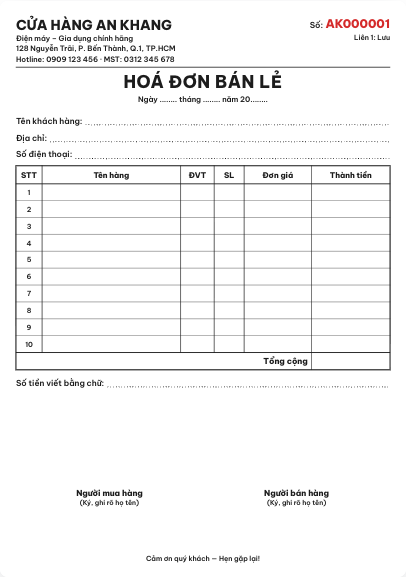 CỬA HÀNG AN KHANG
Điện máy – Gia dụng chính hãng
128 Nguyễn Trãi, P. Bến Thành, Q.1, TP.HCM
Hotline: 0909 123 456 · MST: 0312 345 678
Số: AK000001
Liên 1: Lưu
HOÁ ĐƠN BÁN LẺ
Ngày ........ tháng ........ năm 20........
Tên khách hàng:
Địa chỉ:
Số điện thoại:
STT Tên hàng ĐVT SL Đơn giá Thành tiền
1
2
3
4
5
6
7
8
9
10
Tổng cộng
Số tiền viết bằng chữ:
Người mua hàng Người bán hàng
(Ký, ghi rõ họ tên) (Ký, ghi rõ họ tên)
Cảm ơn quý khách — Hẹn gặp lại!